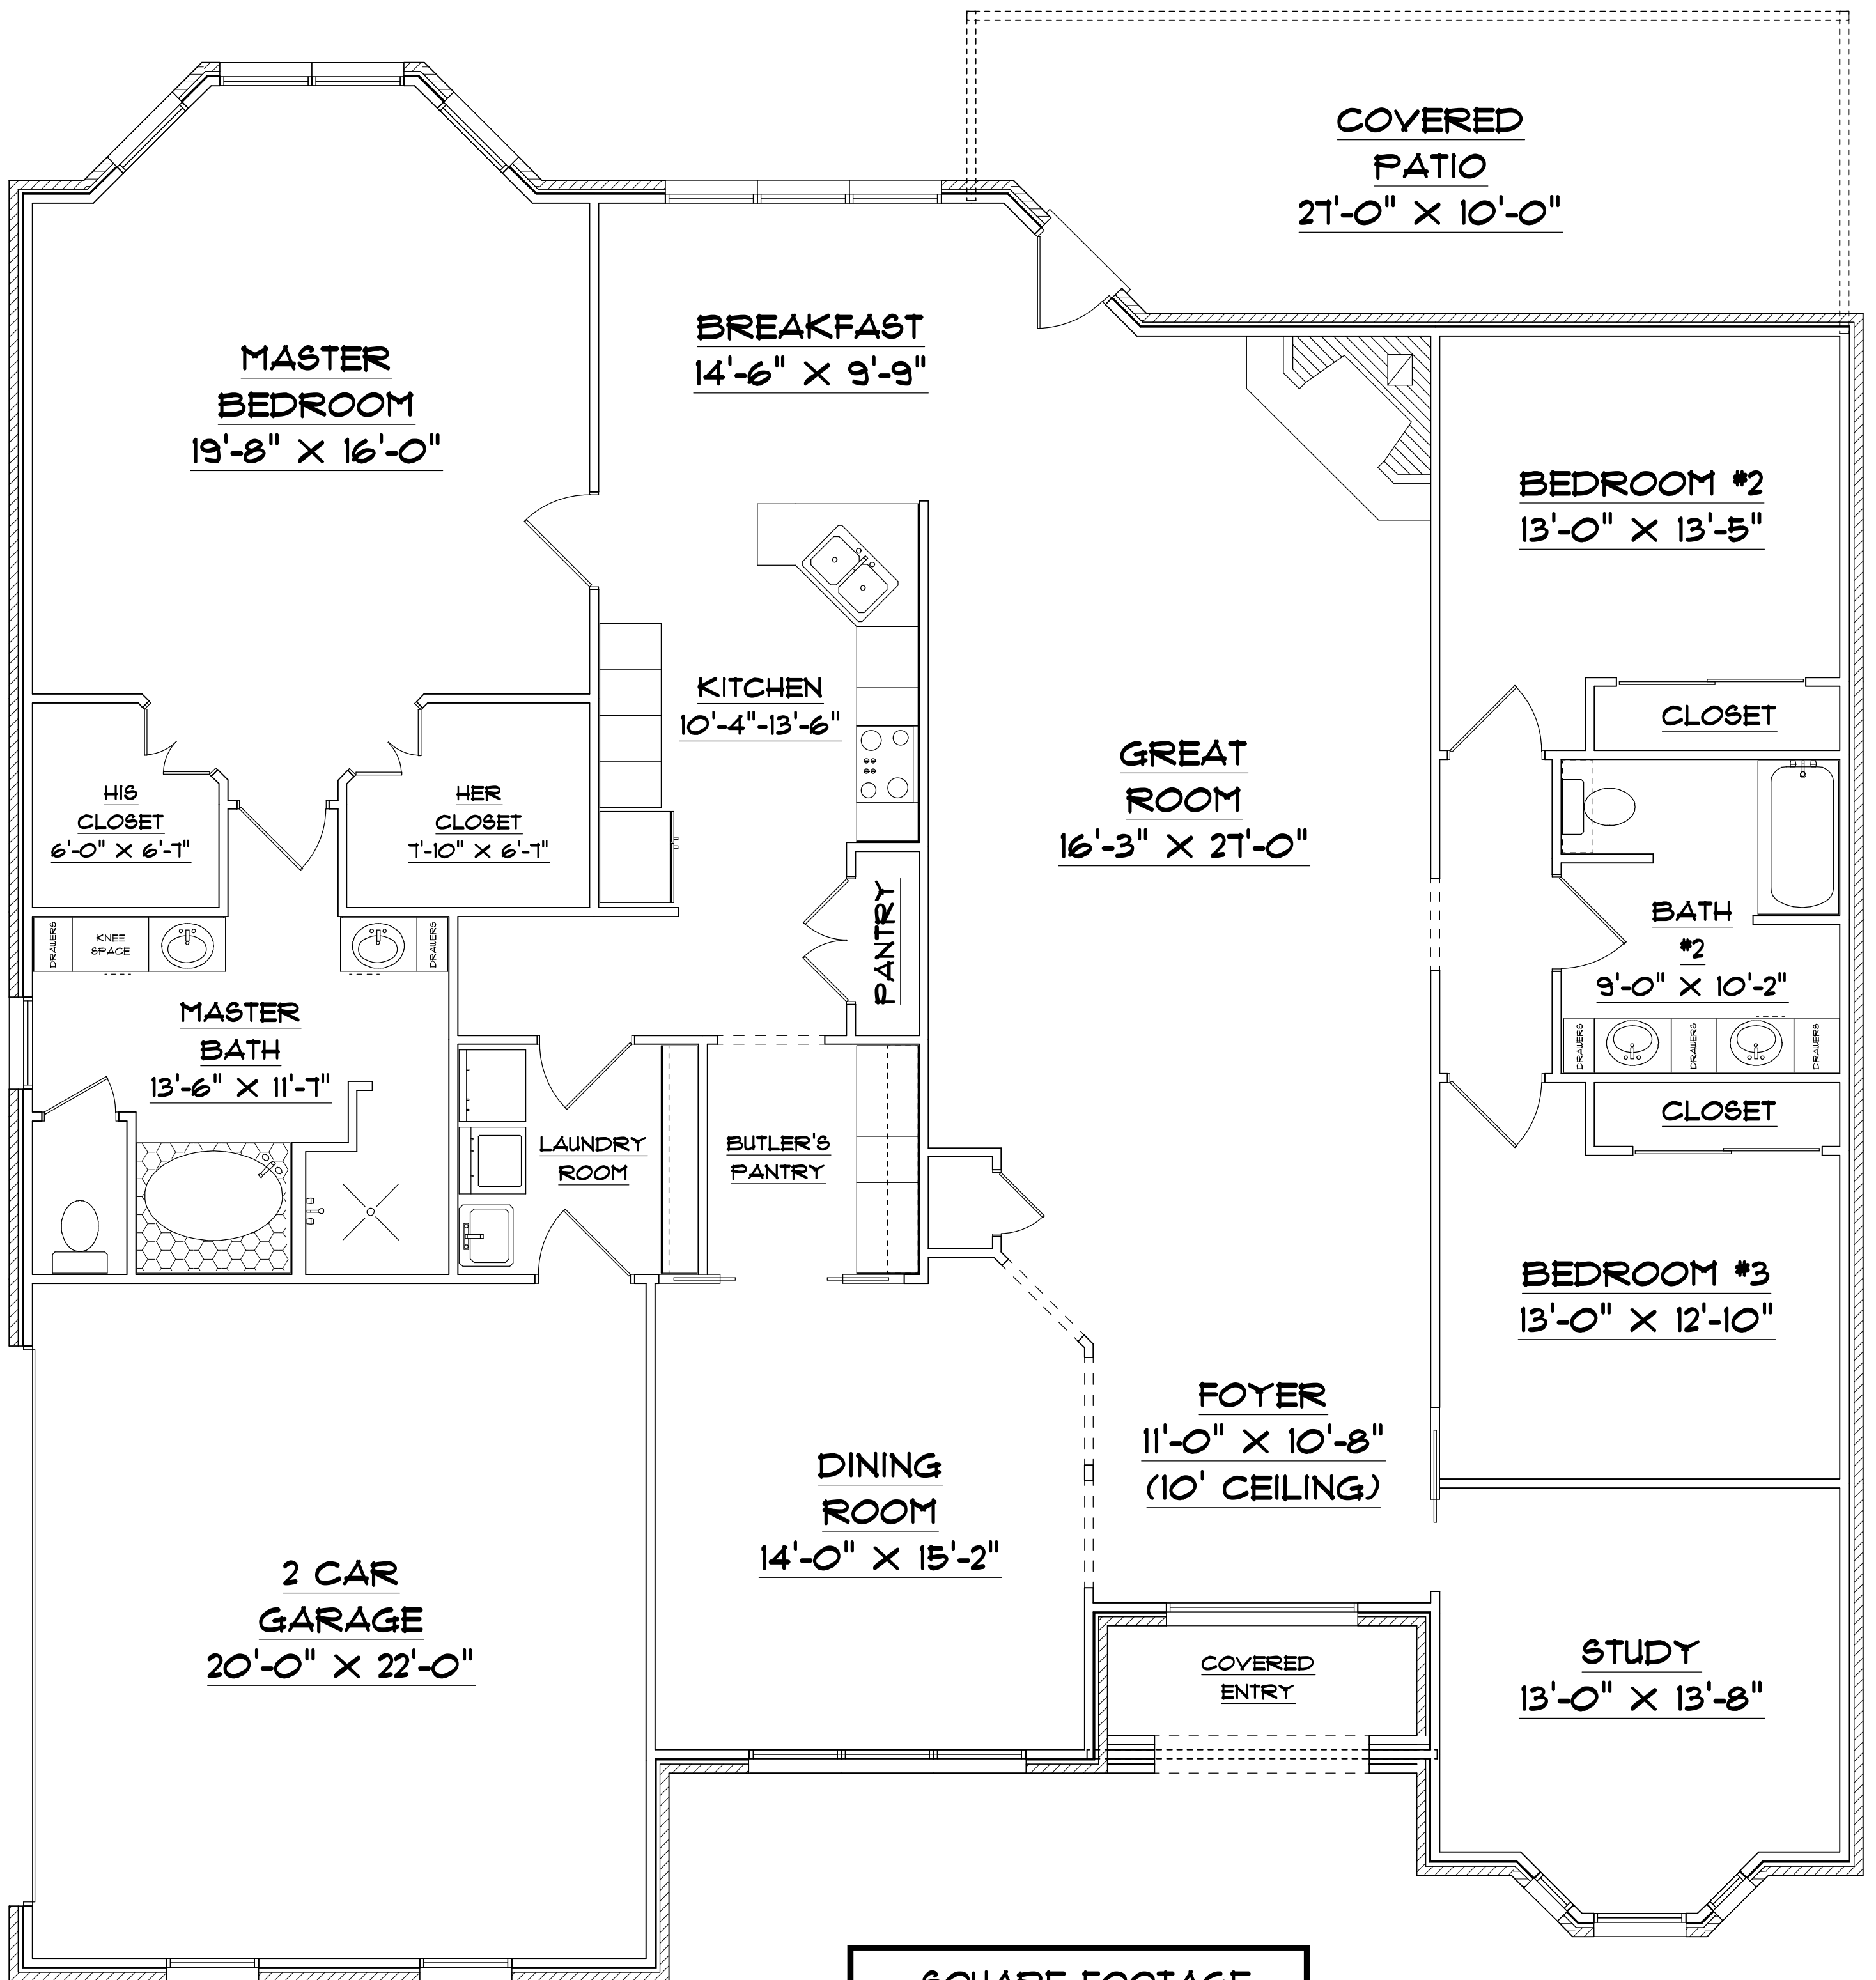 COVERED
PATIO
27'-0" X 10'-0"
BREAKFAST
14'-6" X 9'-9"
MASTER
BEDROOM
19'-8" X 16'-0"
BEDROOM #2
13'-0" X 13'-5"
KITCHEN
10'-4"-13'-6"
CLOSET
GREAT
ROOM
16'-3" X 27'-0"
HIS
CLOSET
6'-0" X 6'-7"
HER
CLOSET
7'-10" X 6'-7"
PANTRY
BATH
#2
9'-0" X 10'-2"
DRAWERS
KNEE
SPACE
DRAWERS
MASTER
BATH
13'-6" X 11'-7"
DRAWERS
DRAWERS
DRAWERS
CLOSET
LAUNDRY
ROOM
BUTLER'S
PANTRY
BEDROOM #3
13'-0" X 12'-10"
FOYER
11'-0" X 10'-8"
(10' CEILING)
DINING
ROOM
14'-0" X 15'-2"
2 CAR
GARAGE
20'-0" X 22'-0"
COVERED
ENTRY
STUDY
13'-0" X 13'-8"
SQUARE FOOTAGE